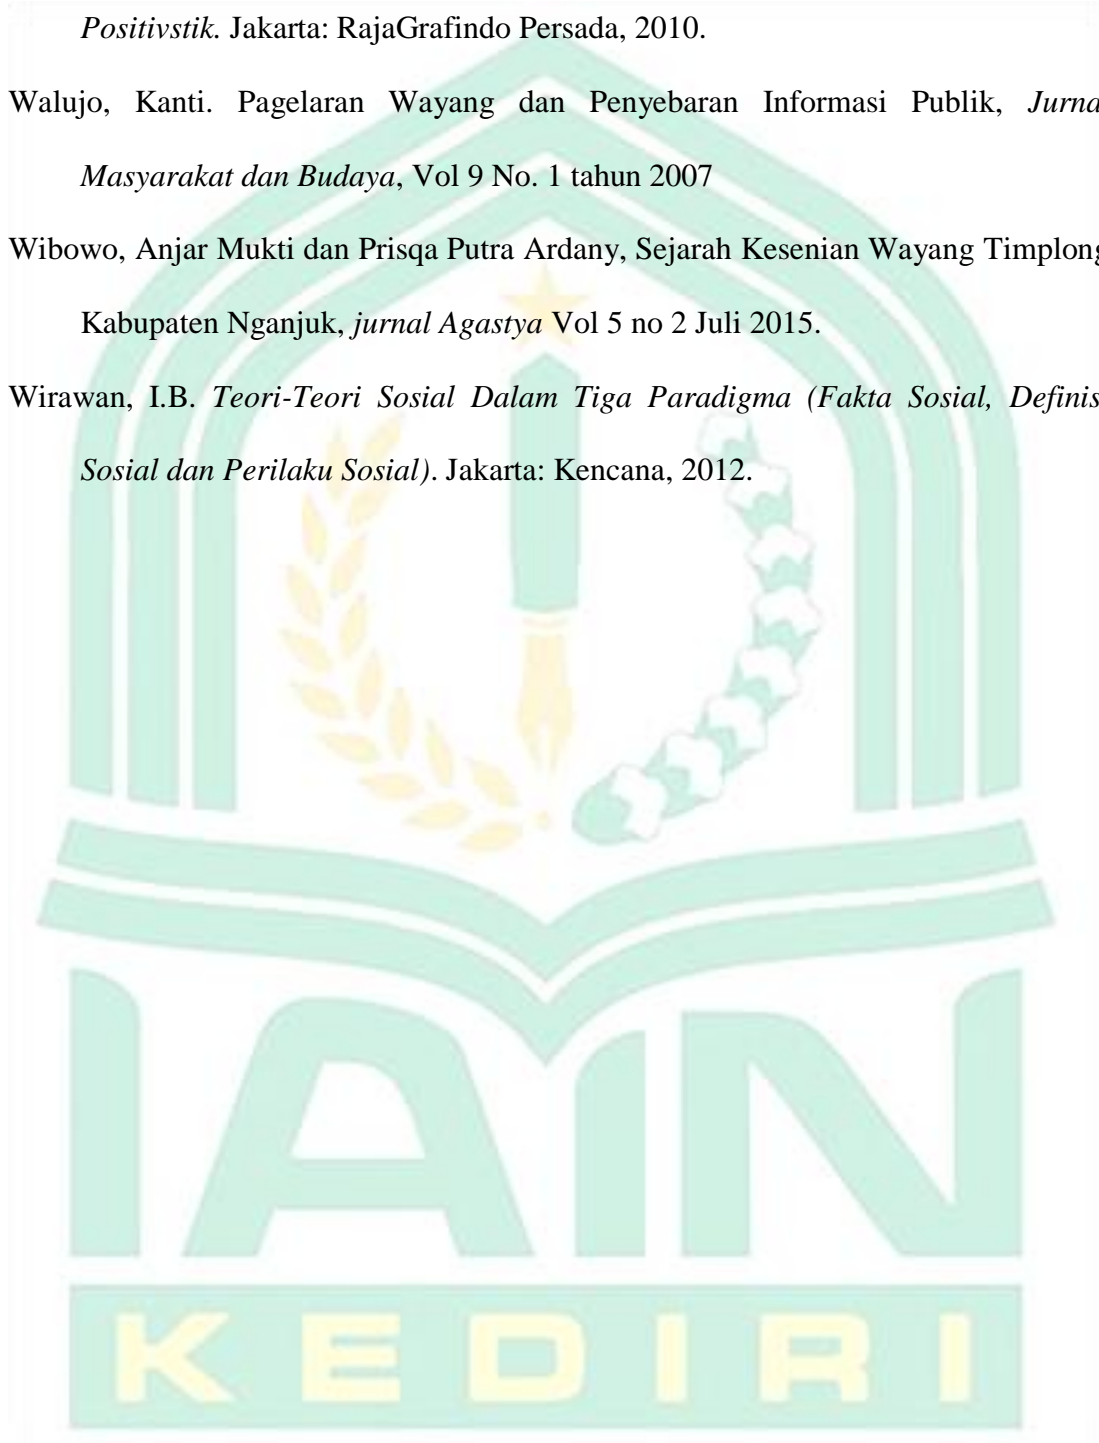 Positivstik. Jakarta: RajaGrafindo Persada, 2010.
Walujo, Kanti. Pagelaran Wayang dan Penyebaran Informasi Publik, Jurna
Masyarakat dan Budaya, Vol 9 No. 1 tahun 2007
Wibowo, Anjar Mukti dan Prisqa Putra Ardany, Sejarah Kesenian Wayang Timplong
Kabupaten Nganjuk, jurnal Agastya Vol 5 no 2 Juli 2015.
Wirawan, I.B. Teori-Teori Sosial Dalam Tiga Paradigma (Fakta Sosial, Definis
Sosial dan Perilaku Sosial). Jakarta: Kencana, 2012.
IAIN
KEDIRI